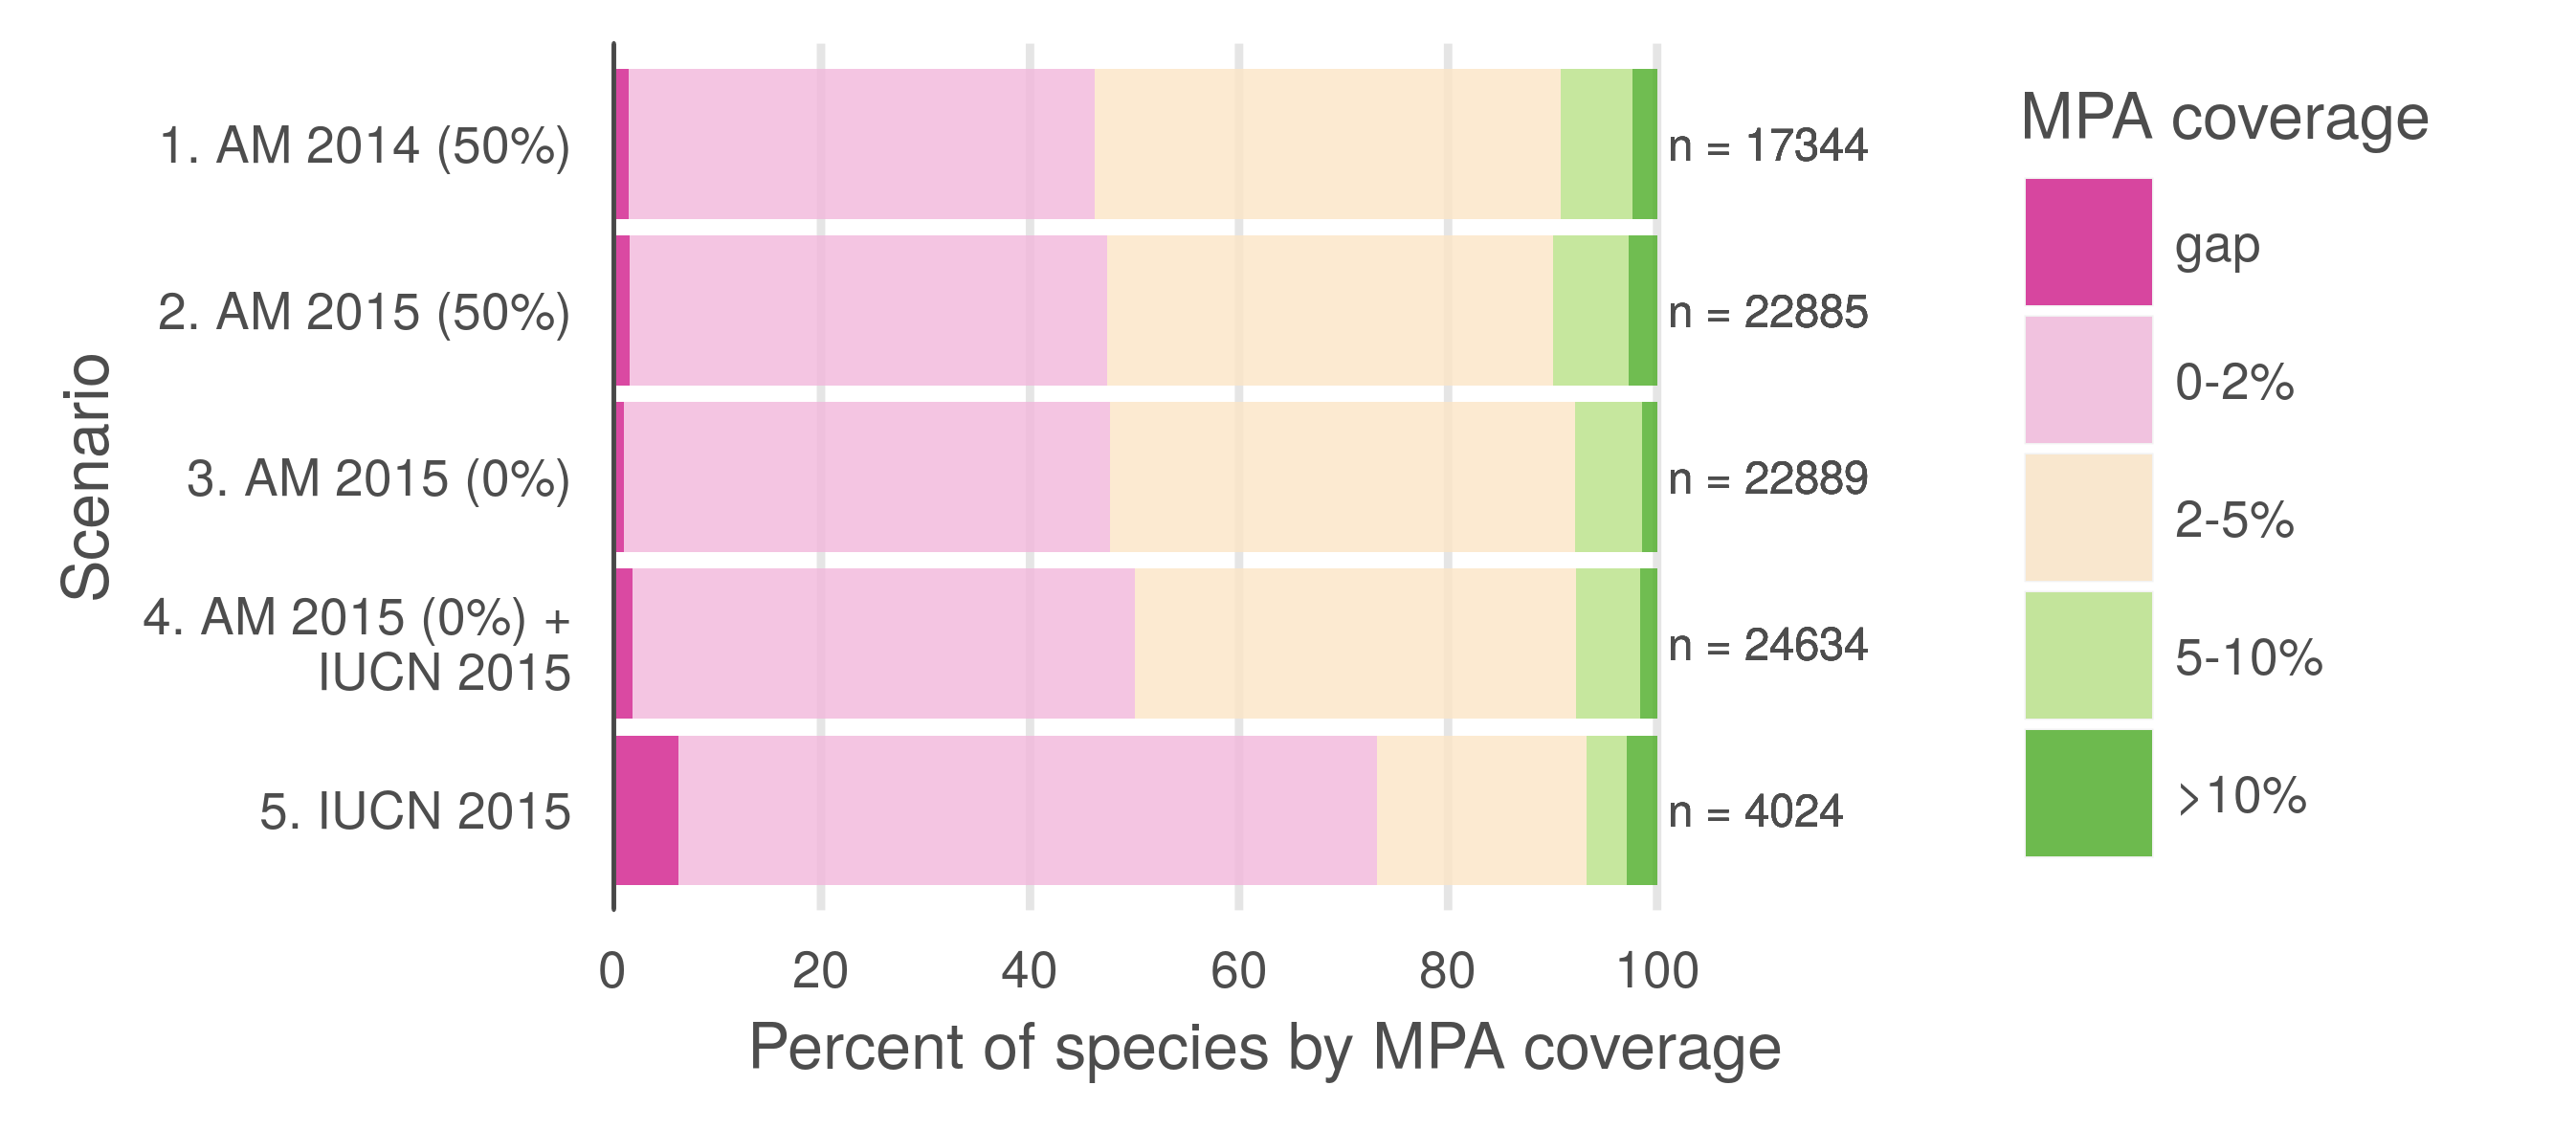 1. AM 2014 (50%)
n = 17344
2. AM 2015 (50%)
n = 22885
3. AM 2015 (0%)
n = 22889
4. AM 2015 (0%) +
IUCN 2015
n = 24634
5. IUCN 2015
n = 4024
Scenario
0 20 40 60 80 100
Percent of species by MPA coverage
MPA coverage
gap
0-2%
2-5%
5-10%
>10%